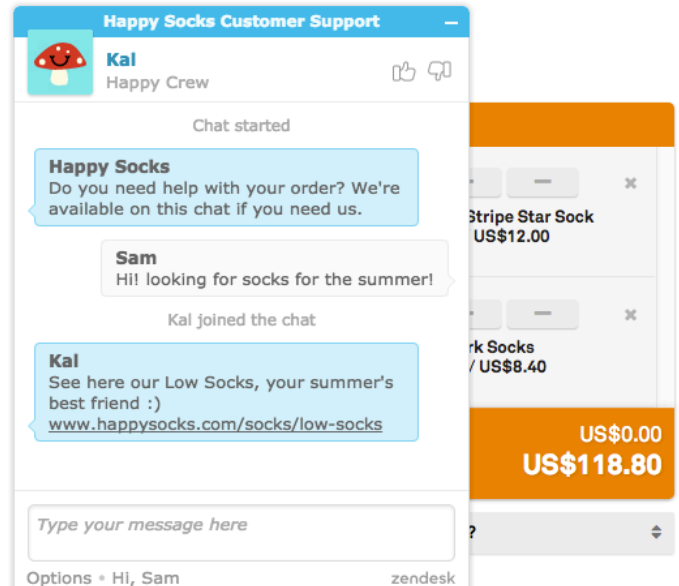 Happy Socks Customer Support
Kal
Happy Crew
Chat started
Happy Socks
Do you need help with your order? We're
available on this chat if you need us.
Sam
Hi! looking for socks for the summer!
Kal joined the chat
Kal
See here our Low Socks, your summer's
best friend :)
www.happysocks.com/socks/low-socks
Type your message here
Options • Hi, Sam
zendesk
Stripe Star Sock
US$12.00
Socks
/ US$8.40
US$0.00
US$118.80
?